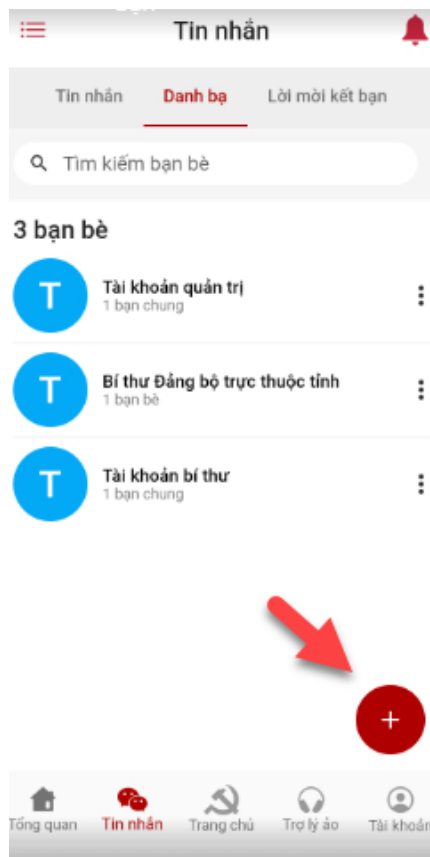 Tin nhắn
Tin nhắn Danh bạ Lời mời kết bạn
Tìm kiếm bạn bè
3 bạn bè
T
Tài khoản quản trị
1 bạn chung
T
Bí thư Đảng bộ trực thuộc tỉnh
1 bạn bè
T
Tài khoản bí thư
1 bạn chung
+
Tổng quan Tin nhắn Trang chủ Trợ lý ảo Tài khoản